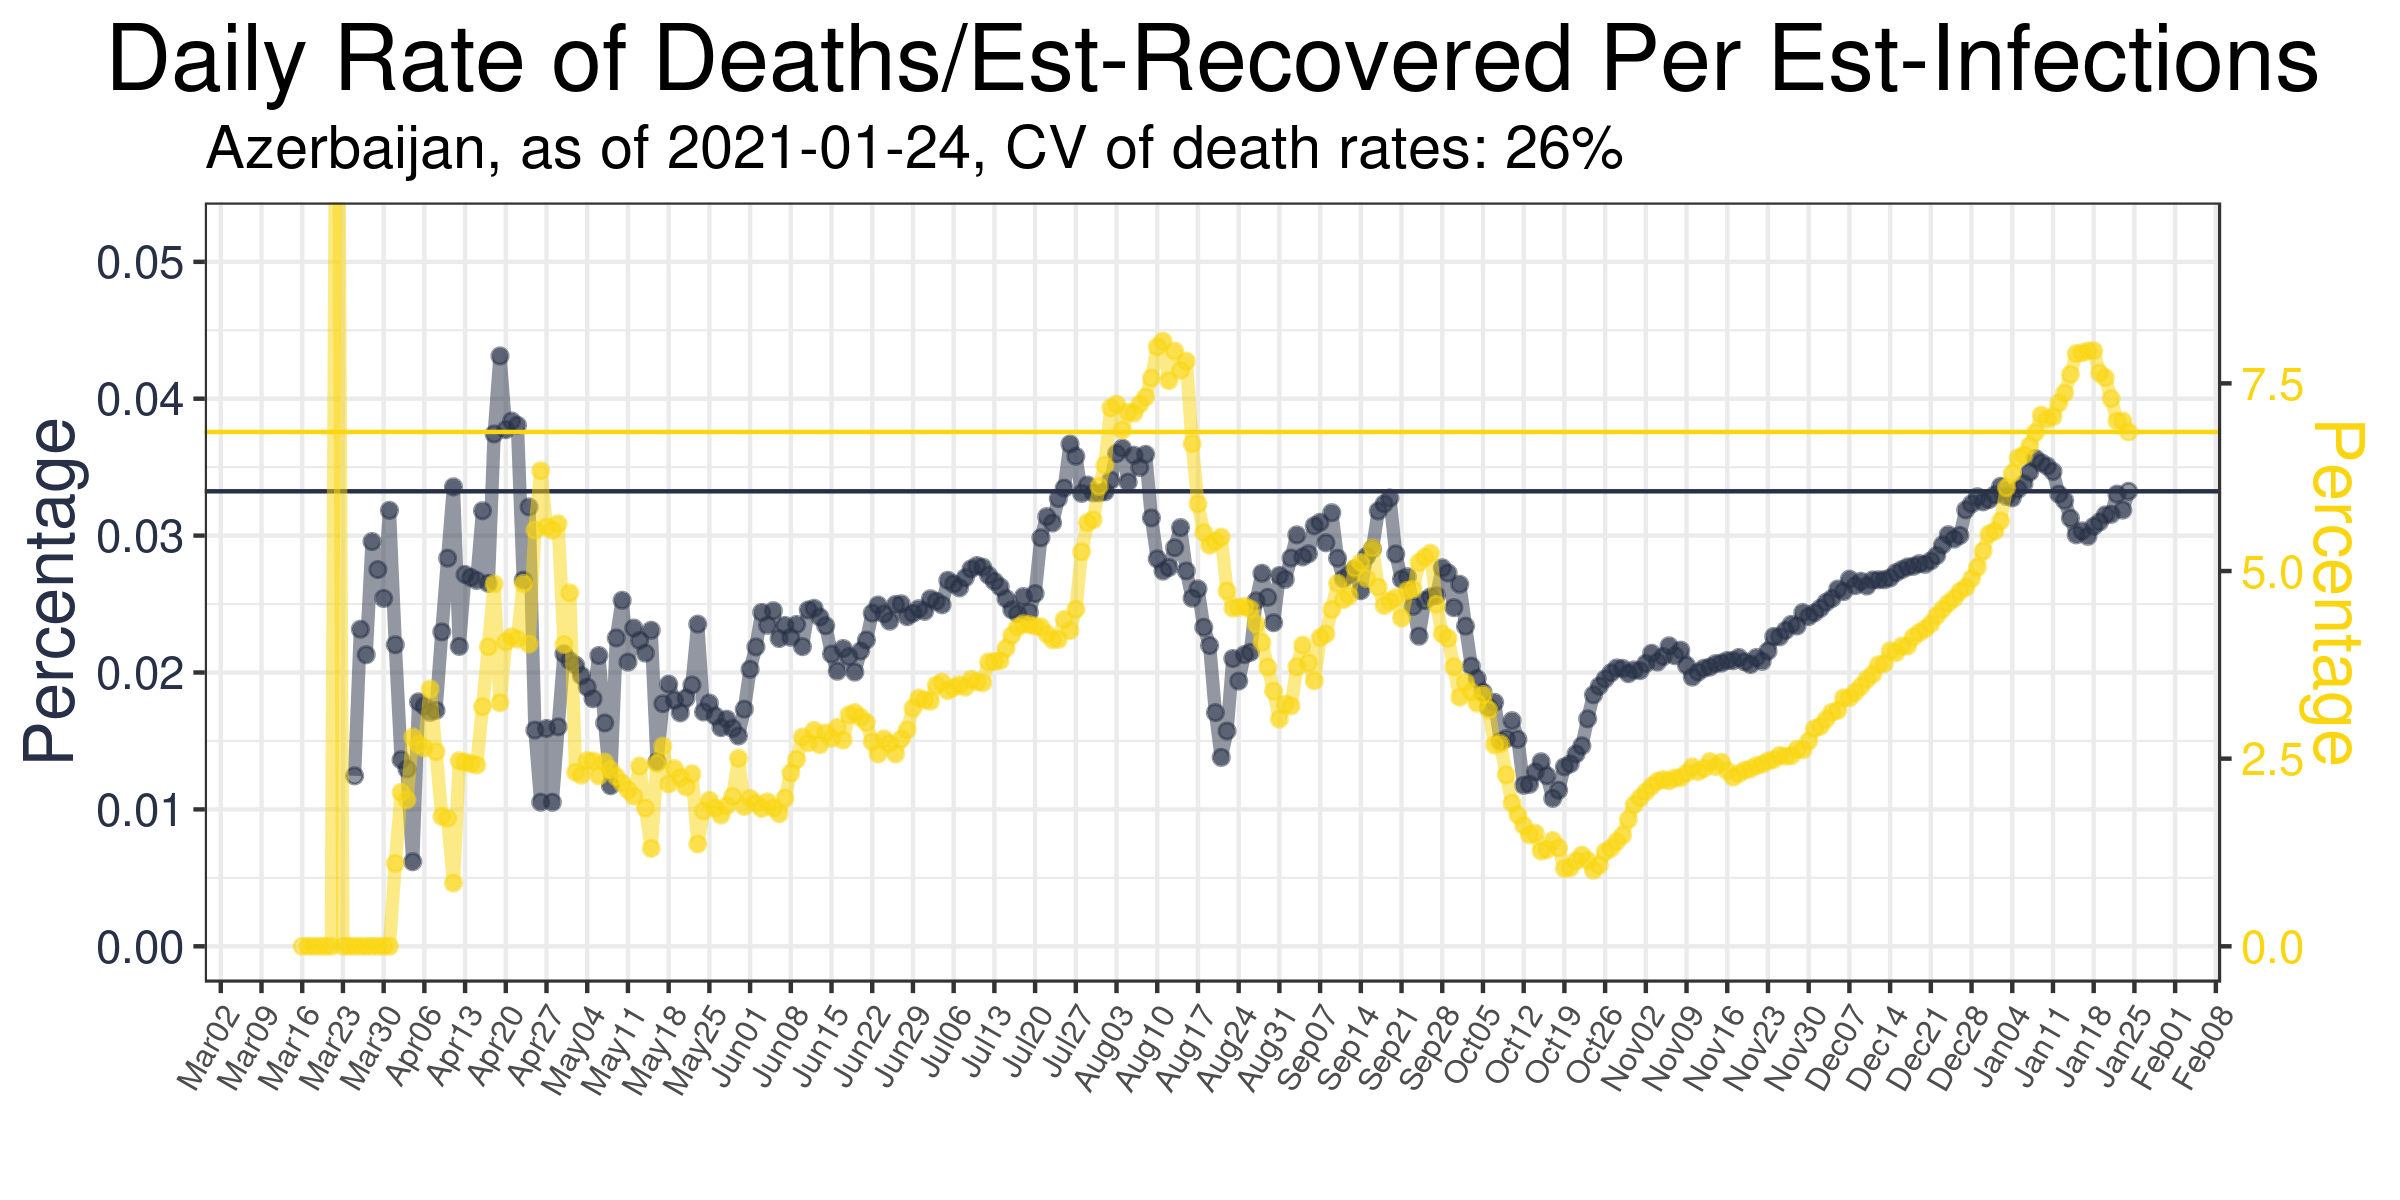 Daily Rate of Deaths/Est-Recovered Per Est-Infections
Azerbaijan, as of 2021-01-24, CV of death rates: 26%
Percentage
0.05
0.04
0.03
0.02
0.01
0.00
7.5
5.0
2.5
0.0
Percentage
Mar02
Mar09
Mar16
Mar23
Mar30
Apr06
Apr13
Apr20
Apr27
May04
May11
May18
May25
Jun01
Jun08
Jun15
Jun22
Jun29
Jul06
Jul13
Jul20
Jul27
Aug03
Aug10
Aug17
Aug24
Aug31
Sep07
Sep14
Sep21
Sep28
Oct05
Oct12
Oct19
Oct26
Nov02
Nov09
Nov16
Nov23
Nov30
Dec07
Dec14
Dec21
Dec28
Jan04
Jan11
Jan18
Jan25
Feb01
Feb08